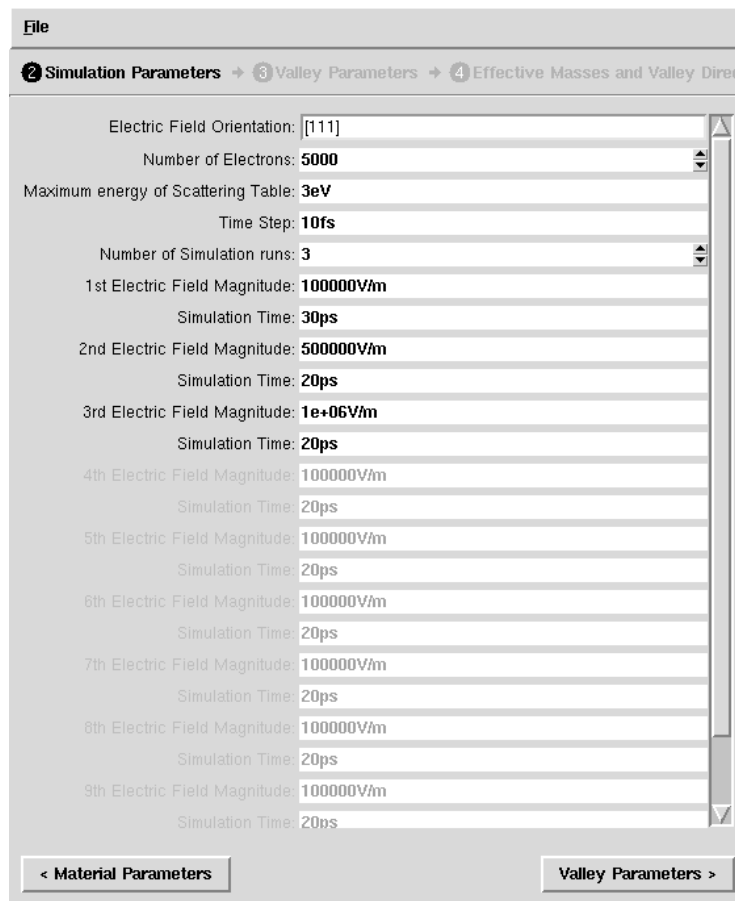 File
2 Simulation Parameters → 3 Valley Parameters → 4 Effective Masses and Valley Dire
Electric Field Orientation: [111]
Number of Electrons: 5000
Maximum energy of Scattering Table: 3eV
Time Step: 10fs
Number of Simulation runs: 3
1st Electric Field Magnitude: 100000V/m
Simulation Time: 30ps
2nd Electric Field Magnitude: 500000V/m
Simulation Time: 20ps
3rd Electric Field Magnitude: 1e+06V/m
Simulation Time: 20ps
4th Electric Field Magnitude: 100000V/m
Simulation Time: 20ps
5th Electric Field Magnitude: 100000V/m
Simulation Time: 20ps
6th Electric Field Magnitude: 100000V/m
Simulation Time: 20ps
7th Electric Field Magnitude: 100000V/m
Simulation Time: 20ps
8th Electric Field Magnitude: 100000V/m
Simulation Time: 20ps
9th Electric Field Magnitude: 100000V/m
Simulation Time: 20ps
< Material Parameters
Valley Parameters >